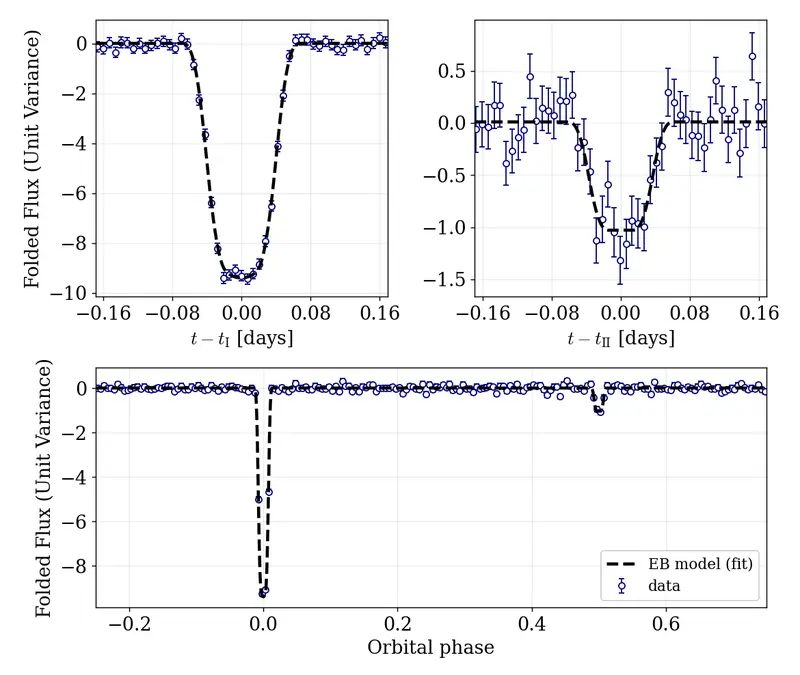 Folded Flux (Unit Variance)
0
−2
−4
−6
−8
−10
−0.16 −0.08 0.00 0.08 0.16
t − tI [days]
0.5
0.0
−0.5
−1.0
−1.5
−0.16 −0.08 0.00 0.08 0.16
t − tII [days]
Folded Flux (Unit Variance)
0
−2
−4
−6
−8
−0.2 0.0 0.2 0.4 0.6
Orbital phase
EB model (fit)
data